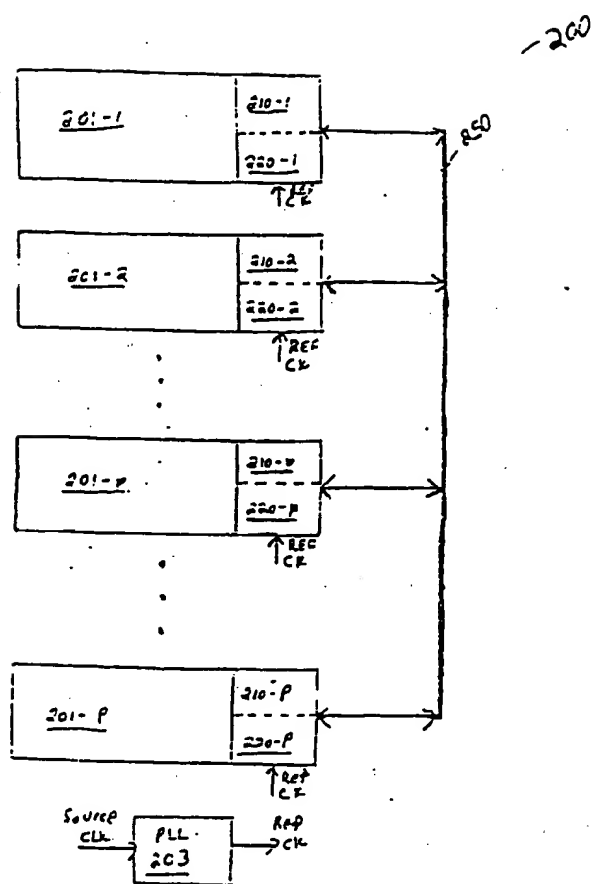 200
201-1
210-1
250
220-1
CK
201-2
210-2
220-2
REF
CK
201-n
210-n
220-n
REF
CK
201-P
210-P
220-P
Ref
CK
Source
CLK
PLL
203
Ref
CK